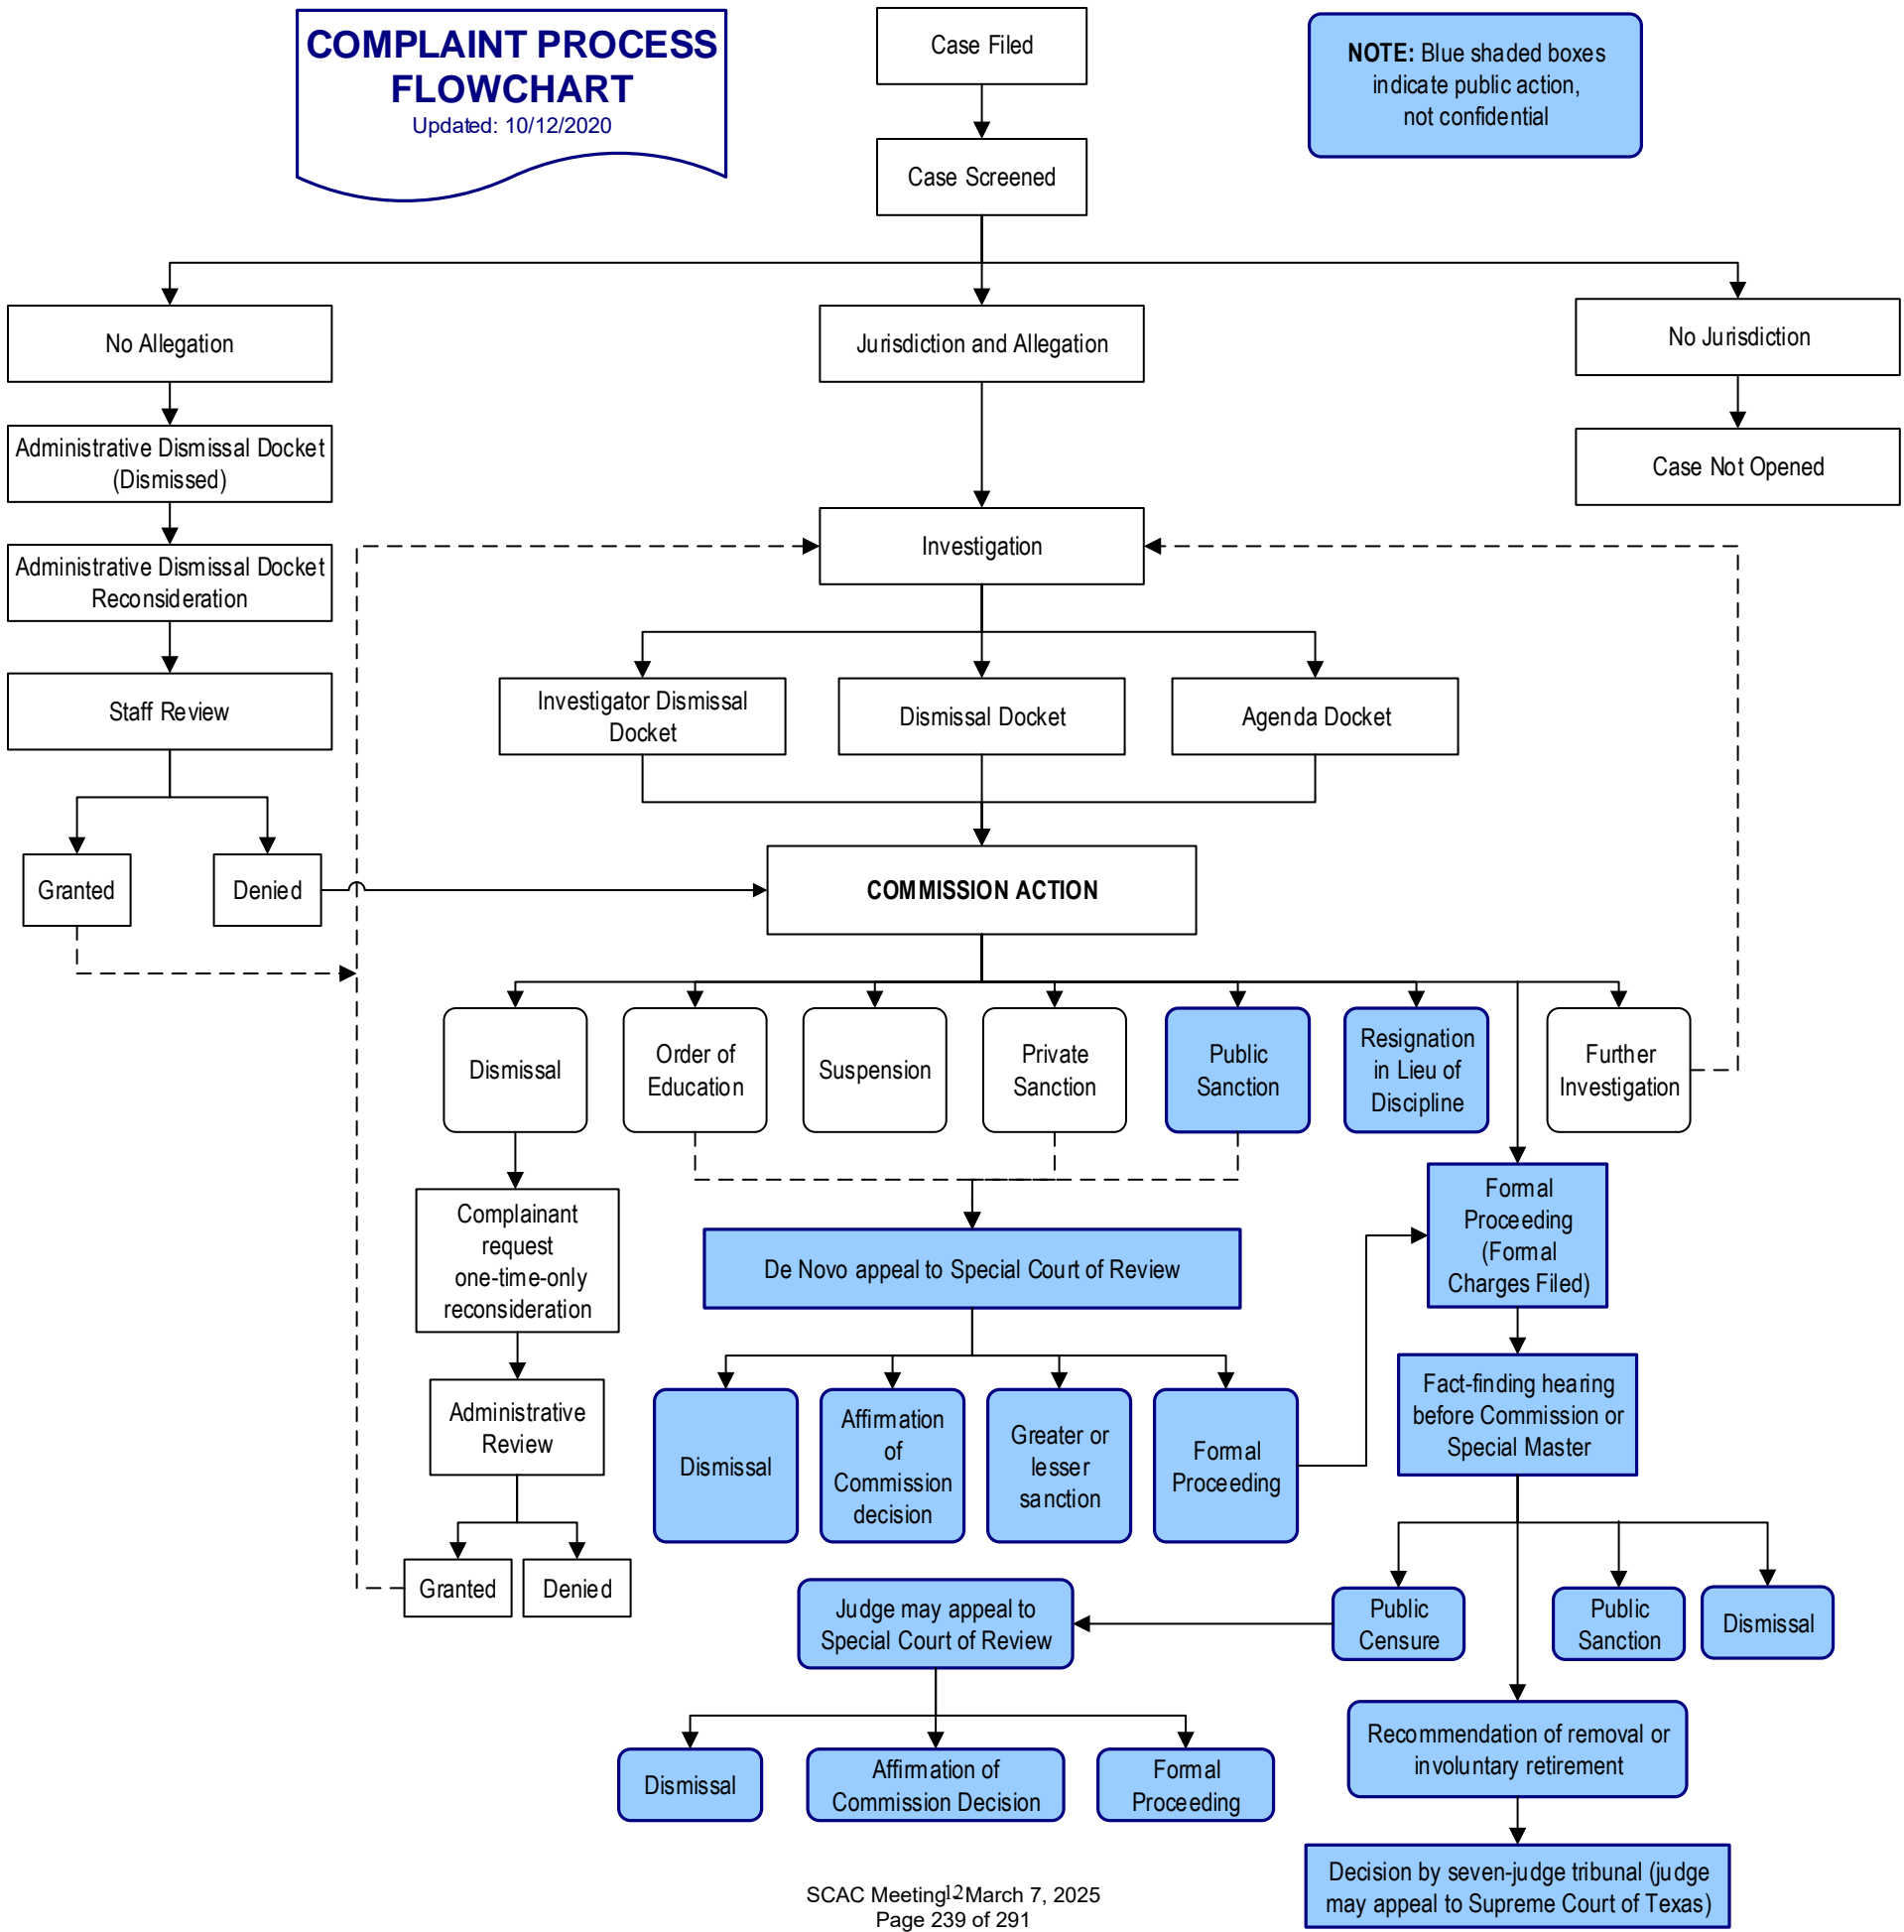 COMPLAINT PROCESS
FLOWCHART
Updated: 10/12/2020
Case Filed
NOTE: Blue shaded boxes
indicate public action,
not confidential
Case Screened
No Allegation
Jurisdiction and Allegation
No Jurisdiction
Administrative Dismissal Docket
(Dismissed)
Case Not Opened
Administrative Dismissal Docket
Reconsideration
Investigation
Staff Review
Investigator Dismissal
Docket
Dismissal Docket
Agenda Docket
Granted
Denied
COMMISSION ACTION
Dismissal
Order of
Education
Suspension
Private
Sanction
Public
Sanction
Resignation
in Lieu of
Discipline
Further
Investigation
Complainant
request
one-time-only
reconsideration
De Novo appeal to Special Court of Review
Formal
Proceeding
(Formal
Charges Filed)
Administrative
Review
Dismissal
Affirmation
of
Commission
decision
Greater or
lesser
sanction
Formal
Proceeding
Fact-finding hearing
before Commission or
Special Master
Granted
Denied
Judge may appeal to
Special Court of Review
Public
Censure
Public
Sanction
Dismissal
Dismissal
Affirmation of
Commission Decision
Formal
Proceeding
Recommendation of removal or
involuntary retirement
Decision by seven-judge tribunal (judge
may appeal to Supreme Court of Texas)
12
SCAC Meeting - March 7, 2025
Page 239 of 291